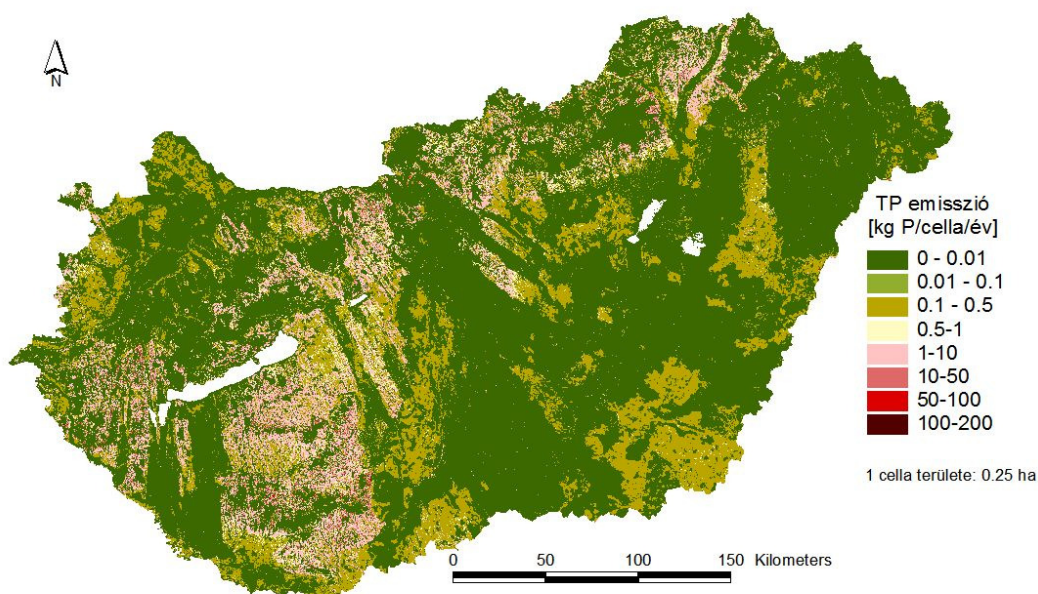 N
TP emisszió
[kg P/cella/év]
0 - 0.01
0.01 - 0.1
0.1 - 0.5
0.5-1
1-10
10-50
50-100
100-200
1 cella területe: 0.25 ha
0 50 100 150 Kilometers